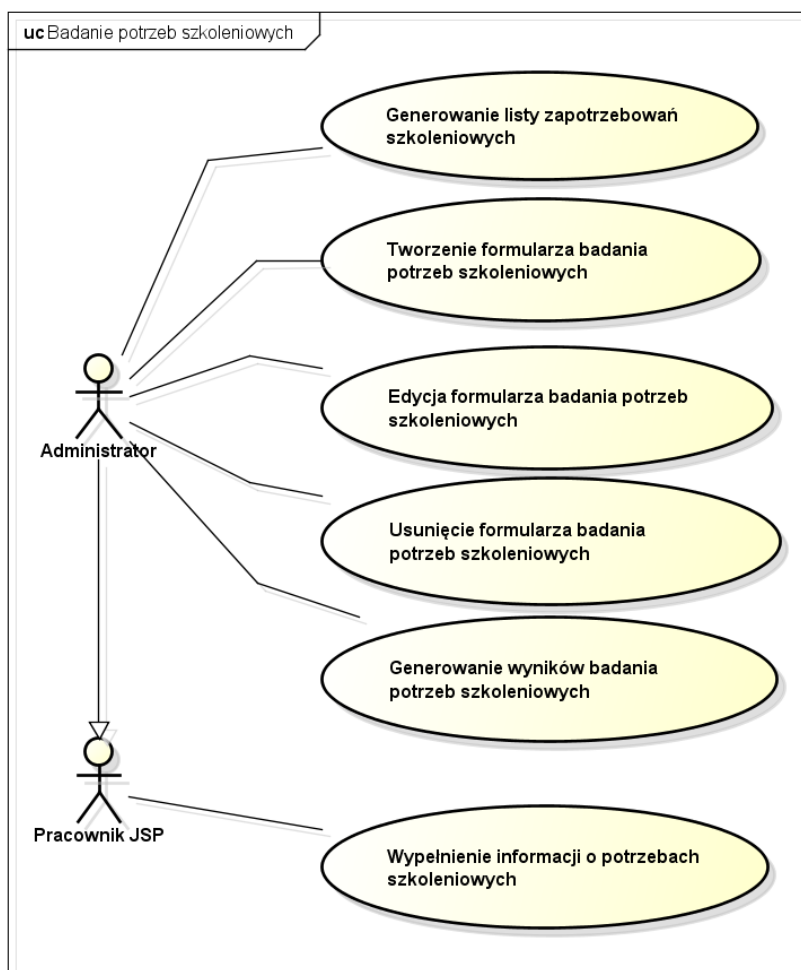 uc Badanie potrzeb szkoleniowych
Generowanie listy zapotrzebowań
szkoleniowych
Tworzenie formularza badania
potrzeb szkoleniowych
Edycja formularza badania potrzeb
szkoleniowych
Administrator
Usunięcie formularza badania
potrzeb szkoleniowych
Generowanie wyników badania
potrzeb szkoleniowych
Pracownik JSP
Wypełnienie informacji o potrzebach
szkoleniowych